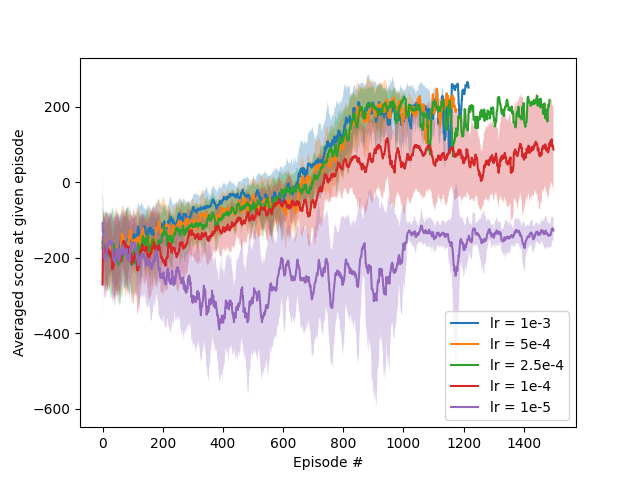 200
0
−200
−400
−600
Averaged score at given episode
0 200 400 600 800 1000 1200 1400
Episode #
lr = 1e-3
lr = 5e-4
lr = 2.5e-4
lr = 1e-4
lr = 1e-5